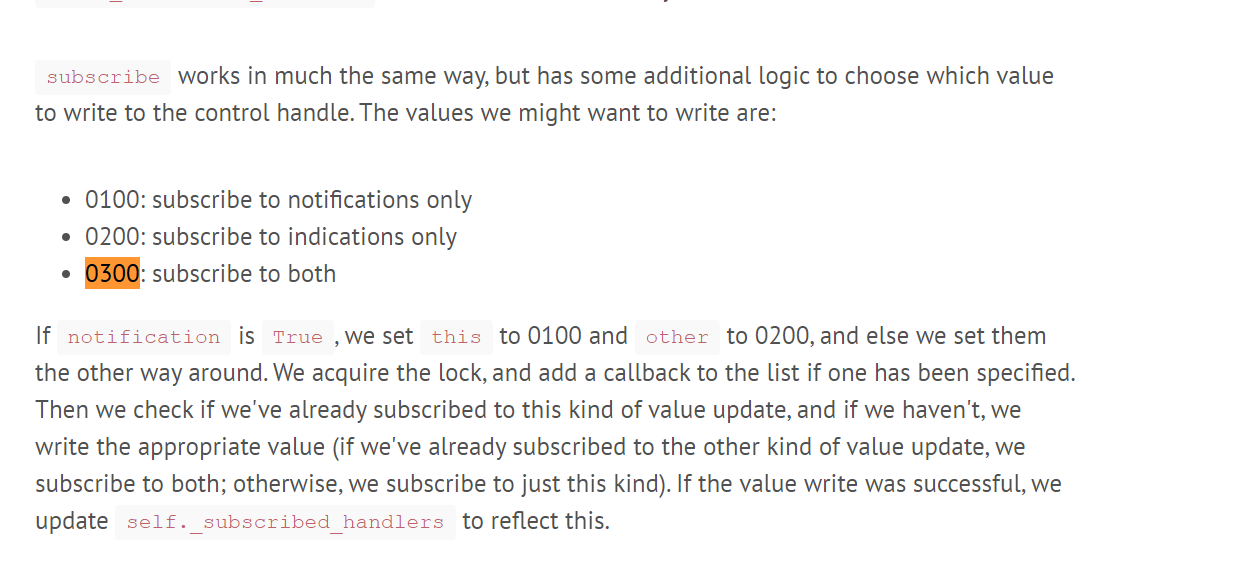 subscribe works in much the same way, but has some additional logic to choose which value
to write to the control handle. The values we might want to write are:
• 0100: subscribe to notifications only
• 0200: subscribe to indications only
• 0300: subscribe to both
If notification is True , we set this to 0100 and other to 0200, and else we set them
the other way around. We acquire the lock, and add a callback to the list if one has been specified.
Then we check if we've already subscribed to this kind of value update, and if we haven't, we
write the appropriate value (if we've already subscribed to the other kind of value update, we
subscribe to both; otherwise, we subscribe to just this kind). If the value write was successful, we
update self._subscribed_handlers to reflect this.